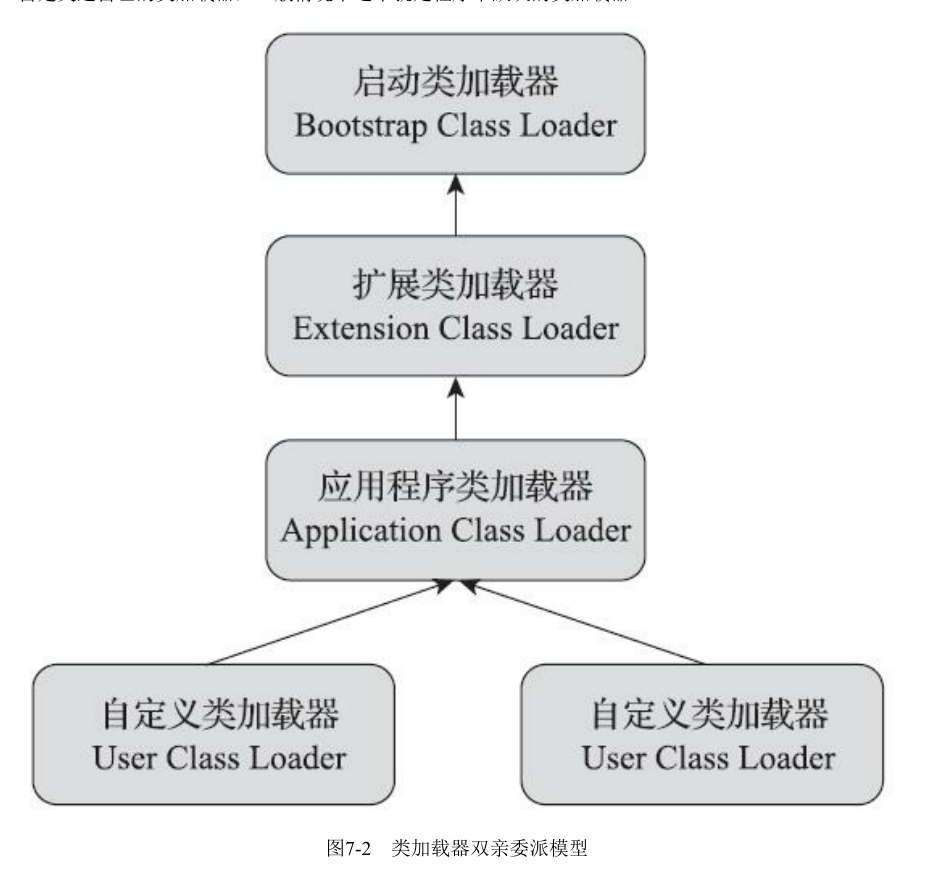 启动类加载器
Bootstrap Class Loader
扩展类加载器
Extension Class Loader
应用程序类加载器
Application Class Loader
自定义类加载器
User Class Loader
自定义类加载器
User Class Loader
图7-2 类加载器双亲委派模型